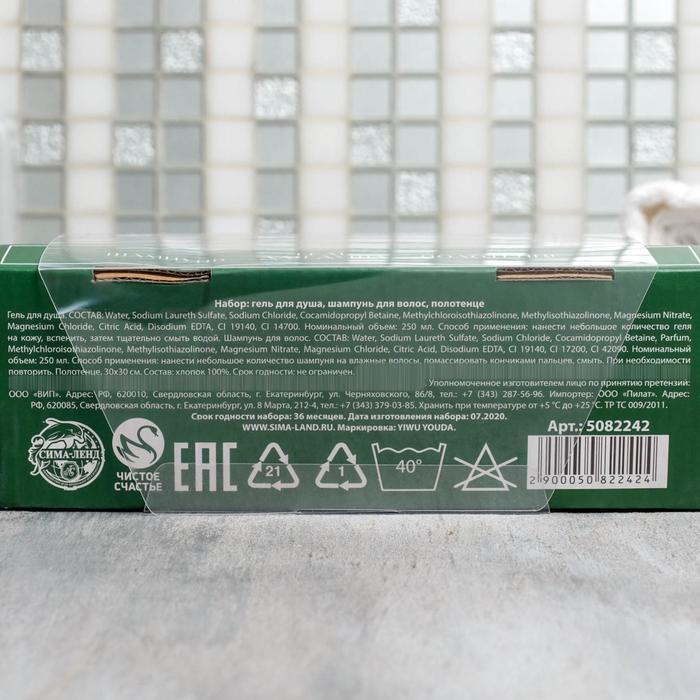 Набор: гель для душа, шампунь для волос, полотенце
Гель для душа. СОСТАВ: Water, Sodium Laureth Sulfate, Sodium Chloride, Cocamidopropyl Betaine, Methylchloroisothiazolinone, Methylisothiazolinone, Magnesium Nitrate,
Magnesium Chloride, Citric Acid, Disodium EDTA, CI 19140, CI 14700. Номинальный объем: 250 мл. Способ применения: нанести небольшое количество геля
на кожу, вспенить, затем тщательно смыть водой. Шампунь для волос. СОСТАВ: Water, Sodium Laureth Sulfate, Sodium Chloride, Cocamidopropyl Betaine, Parfum,
Methylchloroisothiazolinone, Methylisothiazolinone, Magnesium Nitrate, Magnesium Chloride, Citric Acid, Disodium EDTA, CI 19140, CI 17200, CI 42090. Номинальный
объем: 250 мл. Способ применения: нанести небольшое количество шампуня на влажные волосы, помассировать кончиками пальцев, смыть. При необходимости
повторить. Полотенце, 30х30 см. Состав: хлопок 100%. Срок годности: не ограничен.
Уполномоченное изготовителем лицо по принятию претензий:
ООО «ВИП». Адрес: РФ, 620010, Свердловская область, г. Екатеринбург, ул. Черняховского, 86/8, тел.: +7 (343) 287-56-96. Импортер: ООО «Пилат». Адрес:
РФ, 620085, Свердловская область, г. Екатеринбург, ул. 8 Марта, 212-4, тел.: +7 (343) 379-03-85. Хранить при температуре от +5 °С до +25 °С. ТР ТС 009/2011.
Срок годности набора: 36 месяцев. Дата изготовления набора: 07.2020.
WWW.SIMA-LAND.RU. Маркировка: YIWU YOUDA.
Арт.: 5082242
СИМА-ЛЕНД
ЧИСТОЕ
СЧАСТЬЕ
EAC
21
1
40°
2 900050 822424